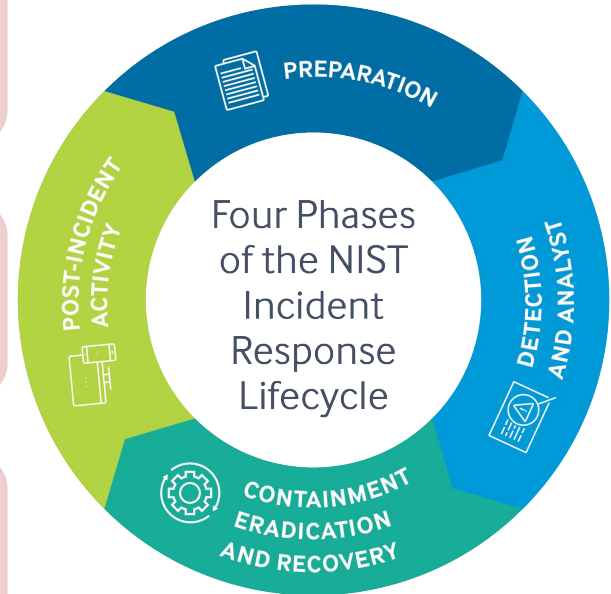 PREPARATION
Four Phases
of the NIST
Incident
Response
Lifecycle
DETECTION
AND ANALYST
CONTAINMENT
ERADICATION
AND RECOVERY
POST-INCIDENT
ACTIVITY